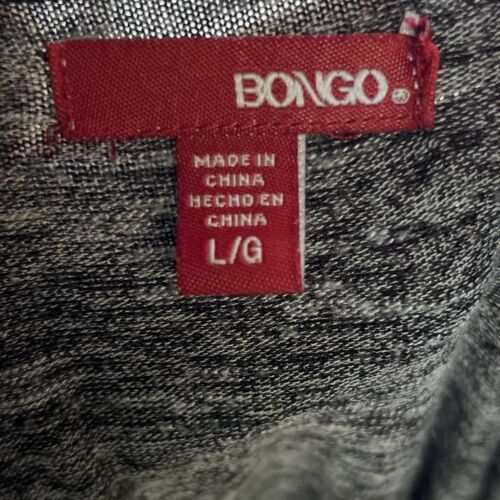 BONGO®
MADE IN
CHINA
HECHO EN
CHINA
L/G